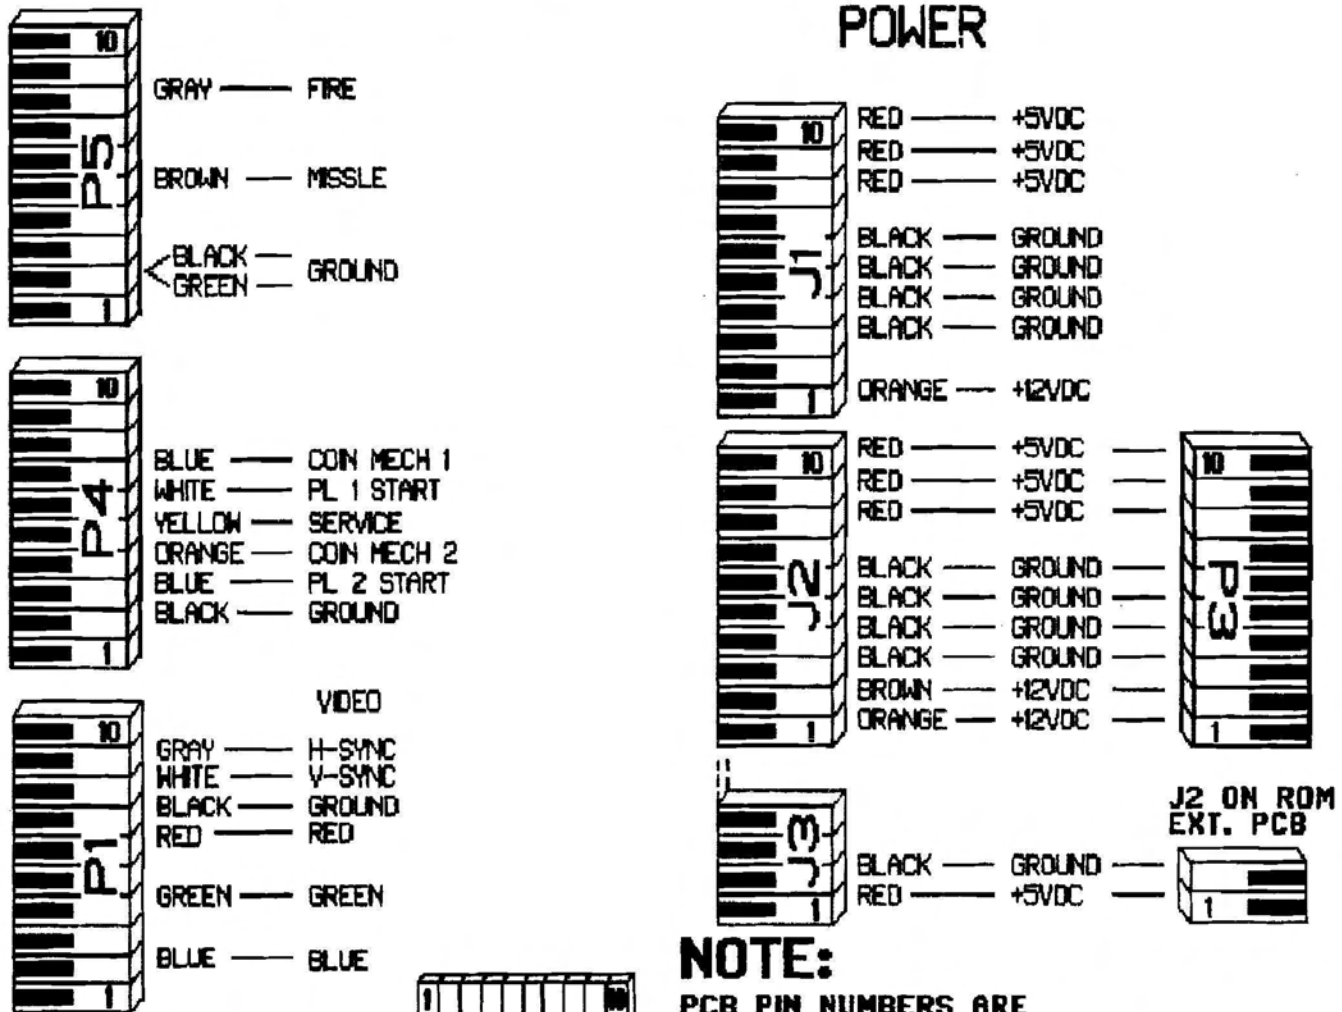 10
P5
GRAY — FIRE
BROWN — MISSLE
BLACK —
GREEN — GROUND
1
10
P4
BLUE — COIN MECH 1
WHITE — PL 1 START
YELLOW — SERVICE
ORANGE — COIN MECH 2
BLUE — PL 2 START
BLACK — GROUND
1
VIDEO
10
P1
GRAY — H-SYNC
WHITE — V-SYNC
BLACK — GROUND
RED — RED
GREEN — GREEN
BLUE — BLUE
1
1 10
POWER
10
J1
RED — +5VDC
RED — +5VDC
RED — +5VDC
BLACK — GROUND
BLACK — GROUND
BLACK — GROUND
BLACK — GROUND
ORANGE — +12VDC
1
10
J2
RED — +5VDC —
RED — +5VDC —
RED — +5VDC —
BLACK — GROUND —
BLACK — GROUND —
BLACK — GROUND —
BLACK — GROUND —
BROWN — +12VDC —
ORANGE — +12VDC —
1
10
P3
1
J3
BLACK — GROUND —
RED — +5VDC —
1
J2 ON ROM
EXT. PCB
1
NOTE:
PCB PIN NUMBERS ARE